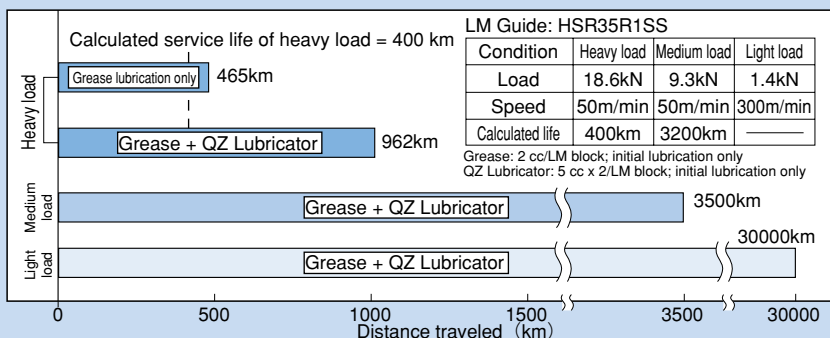 Calculated service life of heavy load = 400 km
LM Guide: HSR35R1SS
Condition Heavy load Medium load Light load
Load 18.6kN 9.3kN 1.4kN
Speed 50m/min 50m/min 300m/min
Calculated life 400km 3200km ——
Grease: 2 cc/LM block; initial lubrication only
QZ Lubricator: 5 cc x 2/LM block; initial lubrication only
Heavy load
Grease lubrication only 465km
Grease + QZ Lubricator 962km
Medium
load
Grease + QZ Lubricator 3500km
Light
load
Grease + QZ Lubricator 30000km
0 500 1000 1500 3500 30000
Distance traveled (km)